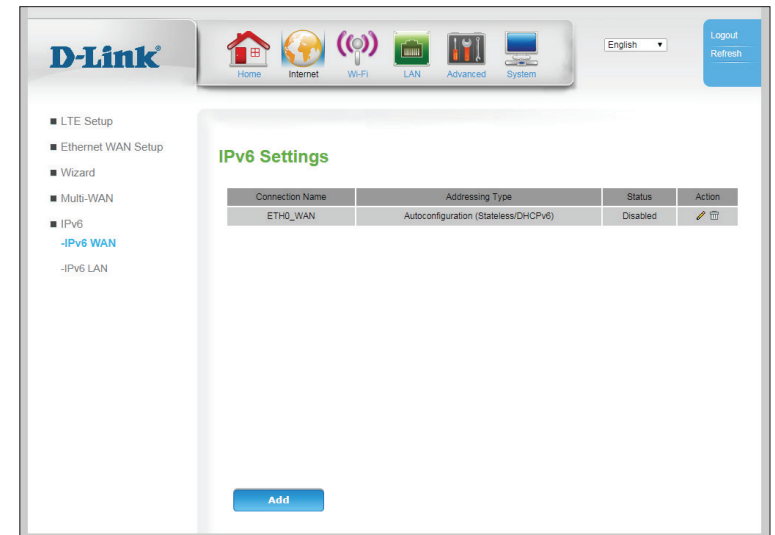 D-Link
Home
Internet
Wi-Fi
LAN
Advanced
System
English
Logout
Refresh
LTE Setup
Ethernet WAN Setup
Wizard
Multi-WAN
IPv6
-IPv6 WAN
-IPv6 LAN
IPv6 Settings
Connection Name Addressing Type Status Action
ETH0_WAN Autoconfiguration (Stateless/DHCPv6) Disabled
Add